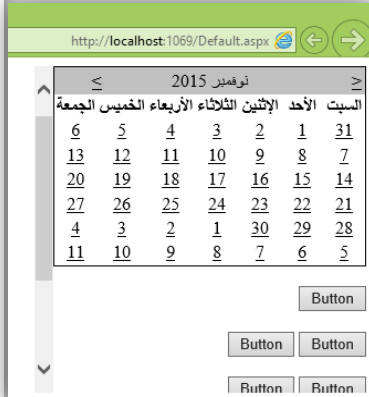 http://localhost:1069/Default.aspx
< نوفمبر 2015 >
السبت الأحد الإثنين الثلاثاء الأربعاء الخميس الجمعة
31 1 2 3 4 5 6
7 8 9 10 11 12 13
14 15 16 17 18 19 20
21 22 23 24 25 26 27
28 29 30 1 2 3 4
5 6 7 8 9 10 11
Button
Button Button
Button Button